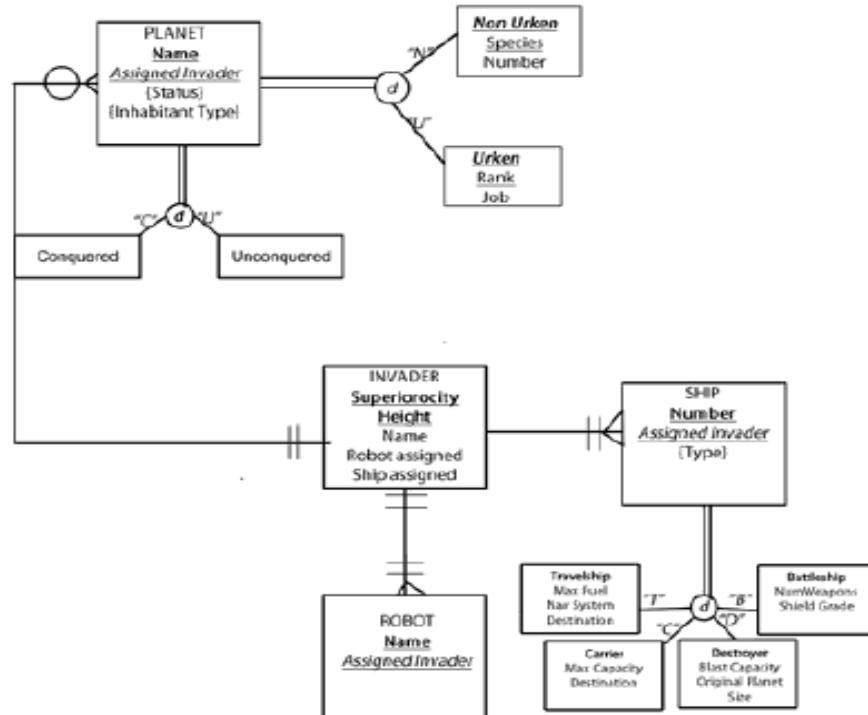 PLANET
Name
Assigned Invader
{Status}
{Inhabitant Type}
"N"
d
"U"
Non Urken
Species
Number
Urken
Rank
Job
"C"
d
"U"
Conquered
Unconquered
INVADER
Superiorocity
Height
Name
Robot assigned
Ship assigned
SHIP
Number
Assigned Invader
{Type}
ROBOT
Name
Assigned Invader
"T"
d
"B"
"C"
"D"
Travelship
Max Fuel
Nav System
Destination
Battleship
NumWeapons
Shield Grade
Carrier
Max Capacity
Destination
Destroyer
Blast Capacity
Original Planet
Size